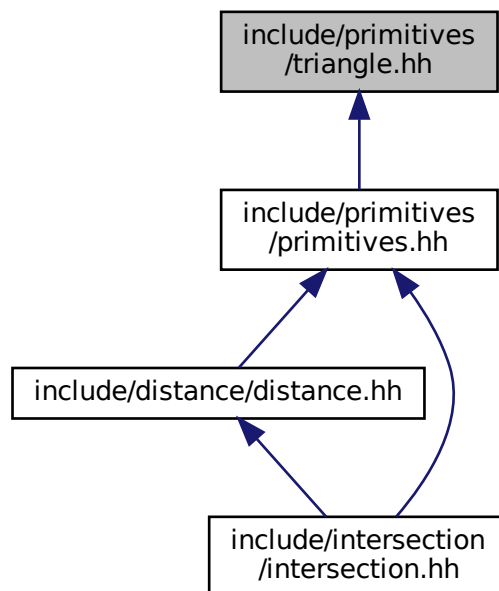 include/primitives
/triangle.hh
include/primitives
/primitives.hh
include/distance/distance.hh
include/intersection
/intersection.hh